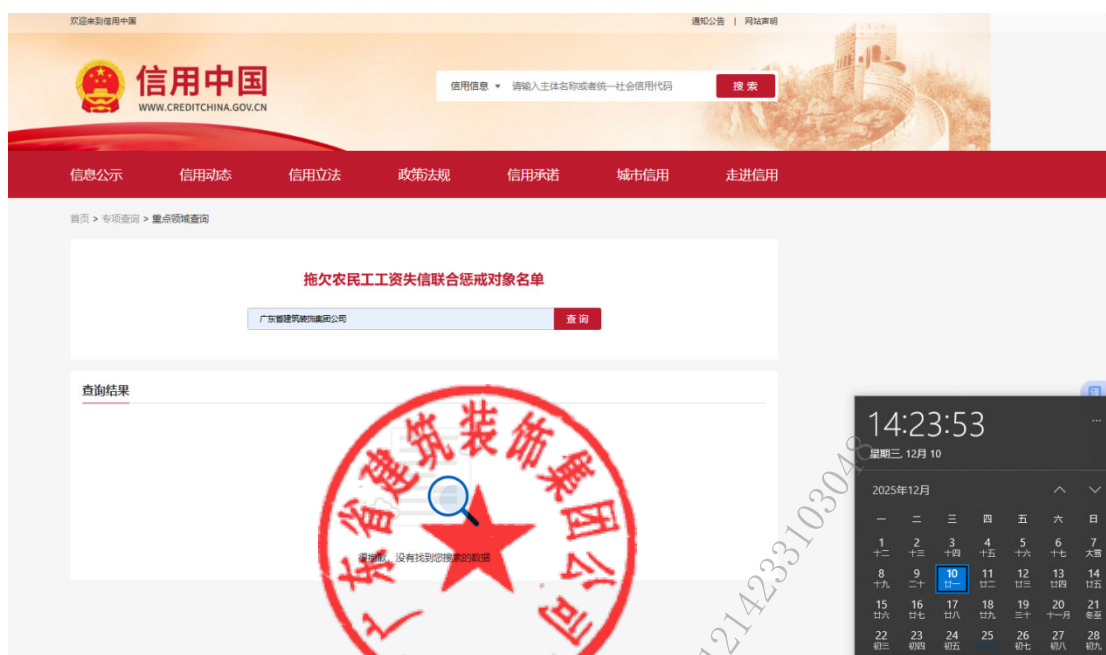 欢迎来到信用中国
通知公告 | 网站声明
信用中国
WWW.CREDITCHINA.GOV.CN
信用信息 请输入主体名称或者统一社会信用代码 搜索
信息公示 信用动态 信用立法 政策法规 信用承诺 城市信用 走进信用
首页 > 专项查询 > 重点领域查询
拖欠农民工工资失信联合惩戒对象名单
广东省建筑装饰集团公司 查询
查询结果
很抱歉，没有找到您搜索的数据
广东省建筑装饰集团公司
1214233103048
译
14:23:53
星期三, 12月 10
2025年12月
一 二 三 四 五 六 日
1 2 3 4 5 6 7
十二 十三 十四 十五 十六 十七 大雪
8 9 10 11 12 13 14
十九 二十 廿一 廿二 廿三 廿四 廿五
15 16 17 18 19 20 21
廿六 廿七 廿八 廿九 三十 十一月 冬至
22 23 24 25 26 27 28
初三 初四 初五 初七 初八 初九